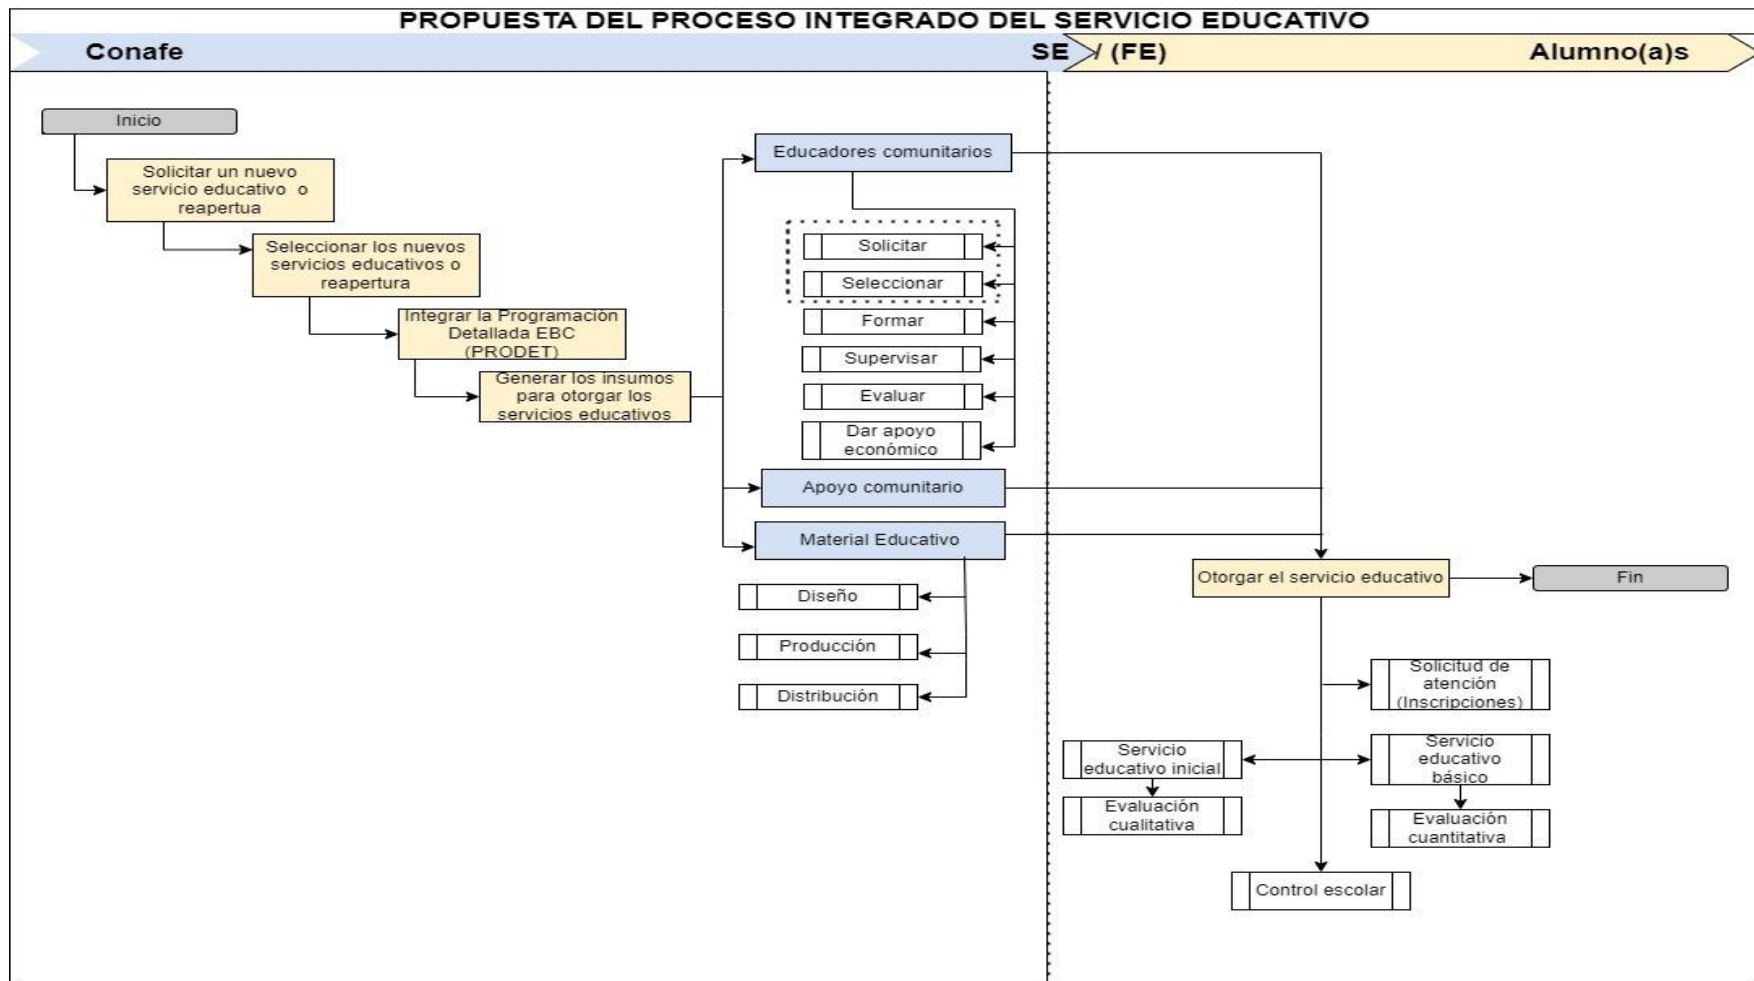 PROPUESTA DEL PROCESO INTEGRADO DEL SERVICIO EDUCATIVO
Conafe
SE / (FE)
Alumno(a)s
Inicio
Solicitar un nuevo
servicio educativo o
reapertua
Seleccionar los nuevos
servicios educativos o
reapertura
Integrar la Programación
Detallada EBC
(PRODET)
Generar los insumos
para otorgar los
servicios educativos
Educadores comunitarios
Solicitar
Seleccionar
Formar
Supervisar
Evaluar
Dar apoyo
económico
Apoyo comunitario
Material Educativo
Diseño
Producción
Distribución
Otorgar el servicio educativo
Fin
Solicitud de
atención
(Inscripciones)
Servicio
educativo inicial
Evaluación
cualitativa
Servicio
educativo
básico
Evaluación
cuantitativa
Control escolar